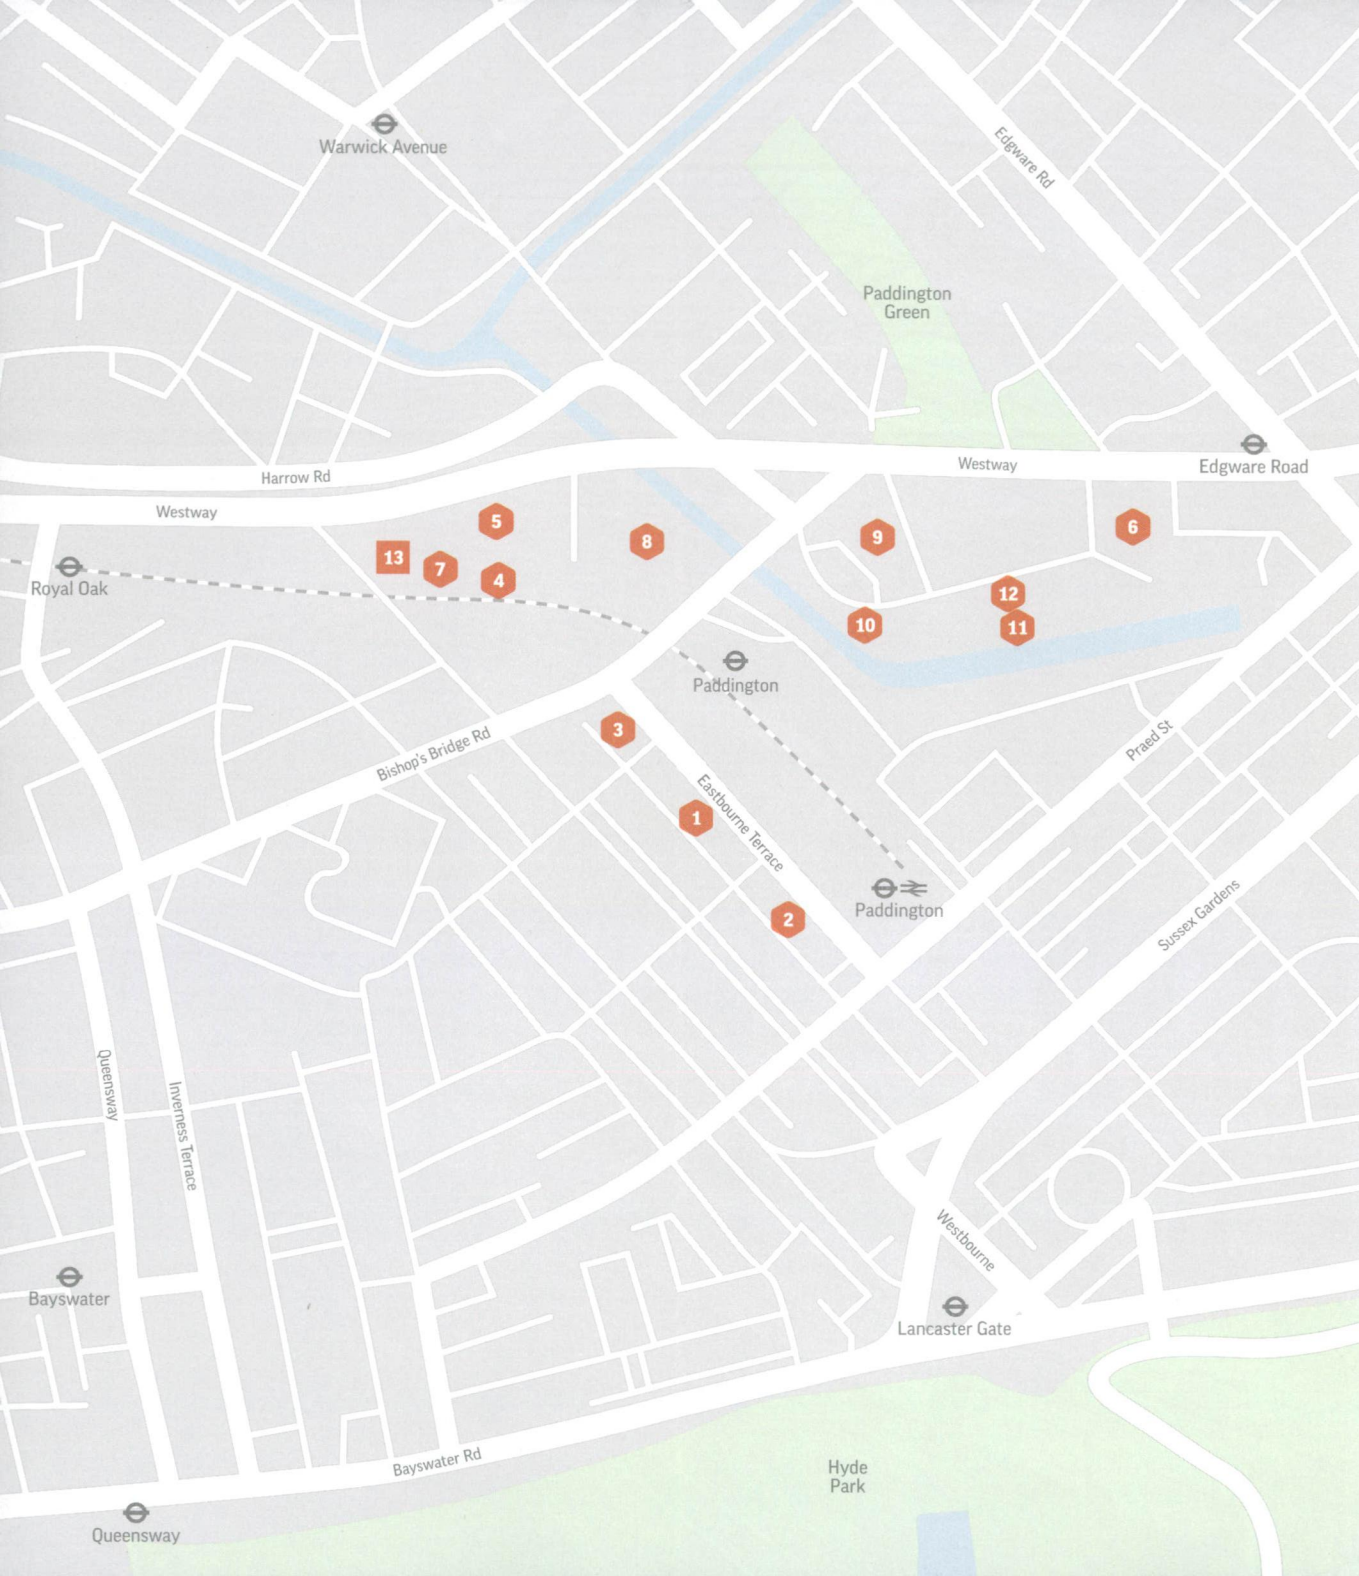 Warwick Avenue
Edgware Rd
Paddington
Green
Harrow Rd
Westway
Edgware Road
Westway
5
6
8
9
13
7
4
Royal Oak
12
10
11
Paddington
3
Bishop's Bridge Rd
Praed St
1
Eastbourne Terrace
2
Paddington
Sussex Gardens
Queensway
Inverness Terrace
Westbourne
Bayswater
Lancaster Gate
Bayswater Rd
Hyde
Park
Queensway